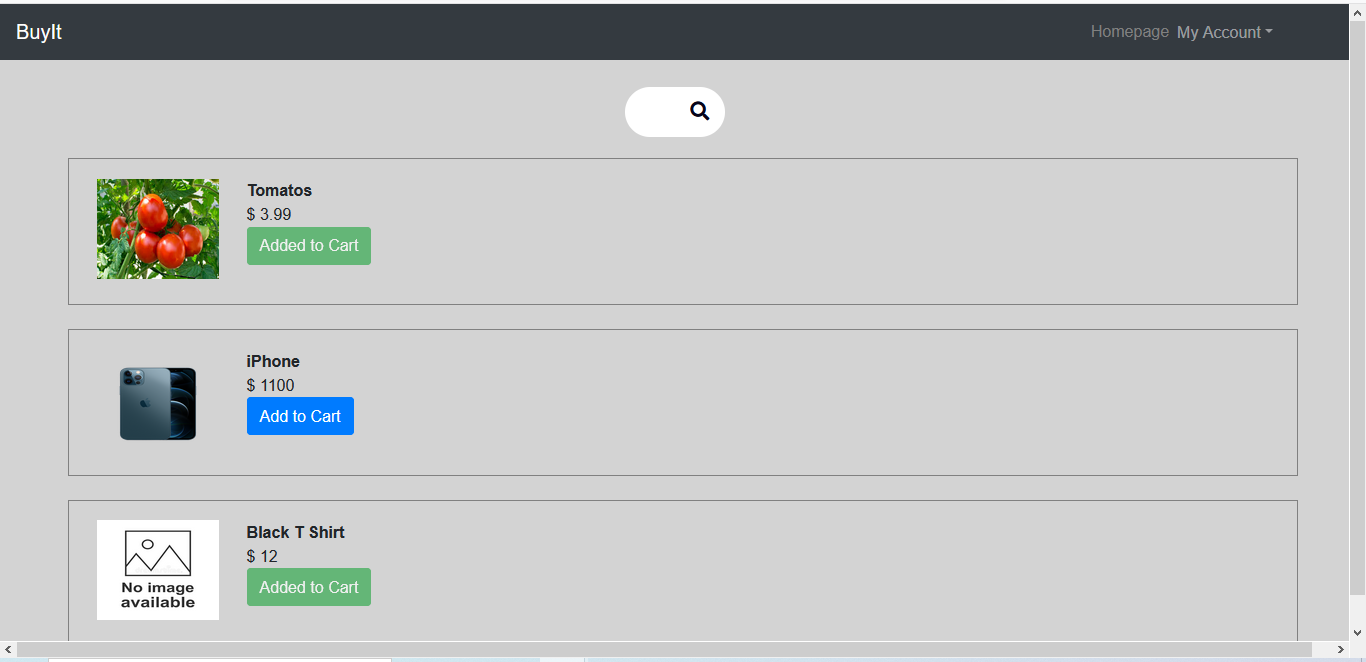 BuyIt
Homepage My Account
Tomatos
$ 3.99
Added to Cart
iPhone
$ 1100
Add to Cart
Black T Shirt
$ 12
No image
available
Added to Cart